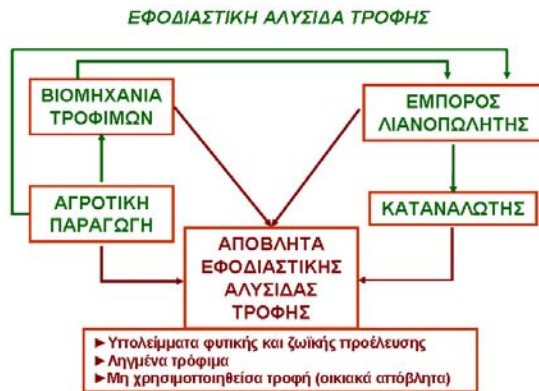 ΕΦΟΔΙΑΣΤΙΚΗ ΑΛΥΣΙΔΑ ΤΡΟΦΗΣ
ΒΙΟΜΗΧΑΝΙΑ
ΤΡΟΦΙΜΩΝ
ΕΜΠΟΡΟΣ
ΛΙΑΝΟΠΩΛΗΤΗΣ
ΑΓΡΟΤΙΚΗ
ΠΑΡΑΓΩΓΗ
ΚΑΤΑΝΑΛΩΤΗΣ
ΑΠΟΒΛΗΤΑ
ΕΦΟΔΙΑΣΤΙΚΗΣ
ΑΛΥΣΙΔΑΣ
ΤΡΟΦΗΣ
►Υπολείμματα φυτικής και ζωϊκής προέλευσης
►Ληγμένα τρόφιμα
►Μη χρησιμοποιηθείσα τροφή (οικιακά απόβλητα)